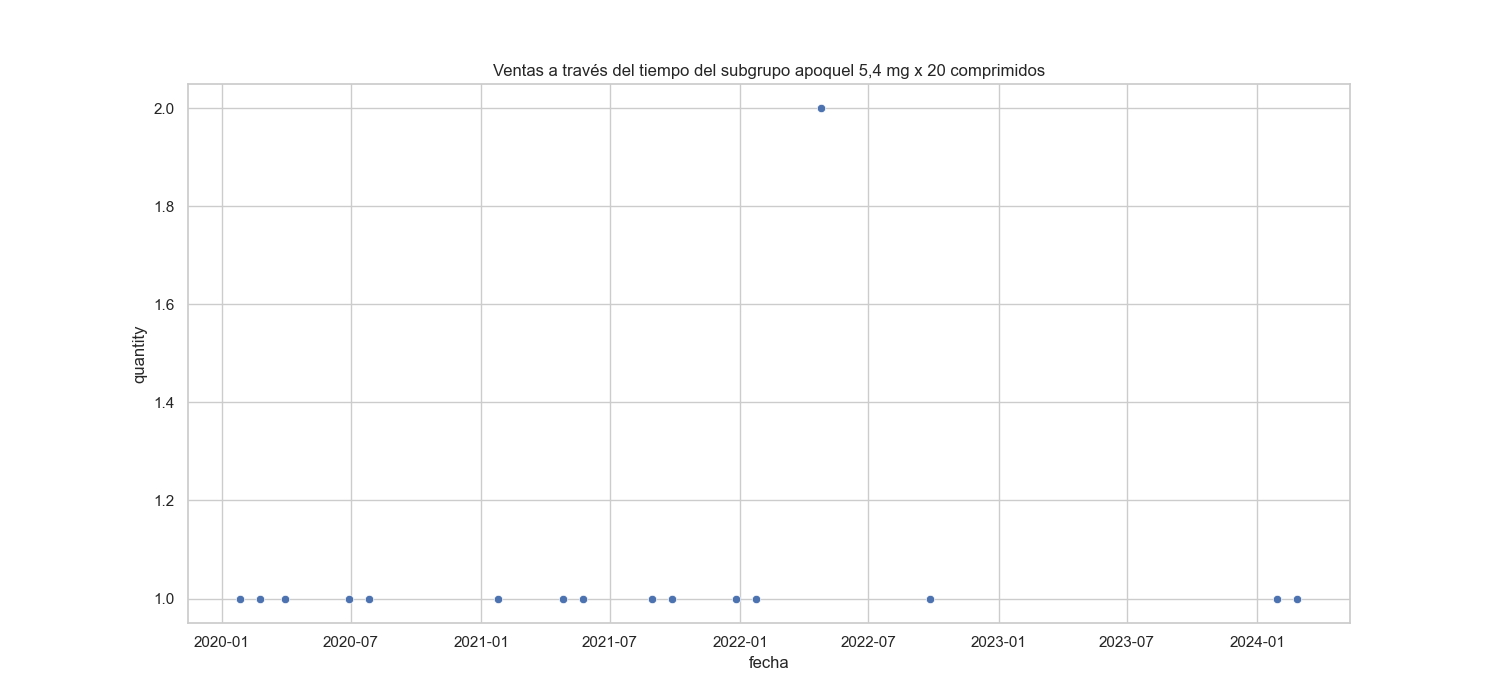 Ventas a través del tiempo del subgrupo apoquel 5,4 mg x 20 comprimidos
2.0
1.8
1.6
1.4
1.2
1.0
quantity
2020-01 2020-07 2021-01 2021-07 2022-01 2022-07 2023-01 2023-07 2024-01
fecha